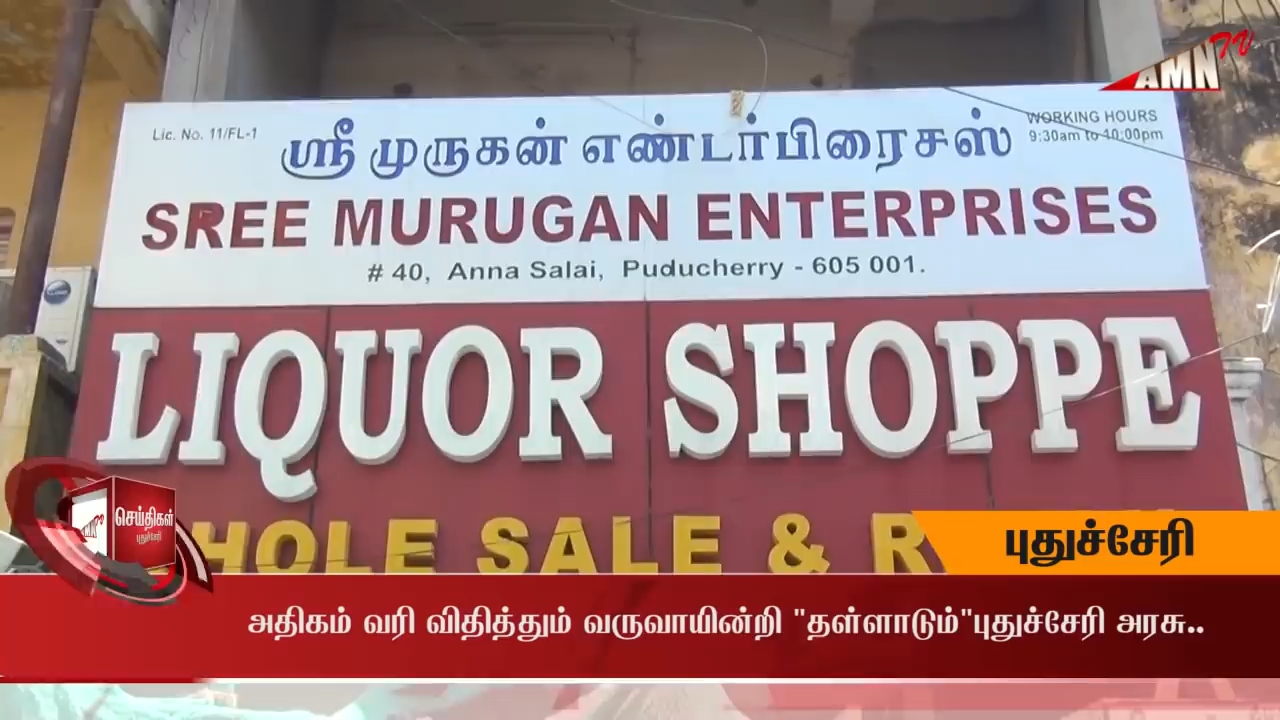 AMN TV
Lic. No. 11/FL-1
WORKING HOURS
9:30am to 10:00pm
ஸ்ரீ முருகன் எண்டர்பிரைசஸ்
SREE MURUGAN ENTERPRISES
# 40, Anna Salai, Puducherry - 605 001.
LIQUOR SHOPPE
HOLE SALE & R
புதுச்சேரி
AMN TV
செய்திகள்
புதுச்சேரி
அதிகம் வரி விதித்தும் வருவாயின்றி "தள்ளாடும்"புதுச்சேரி அரசு..